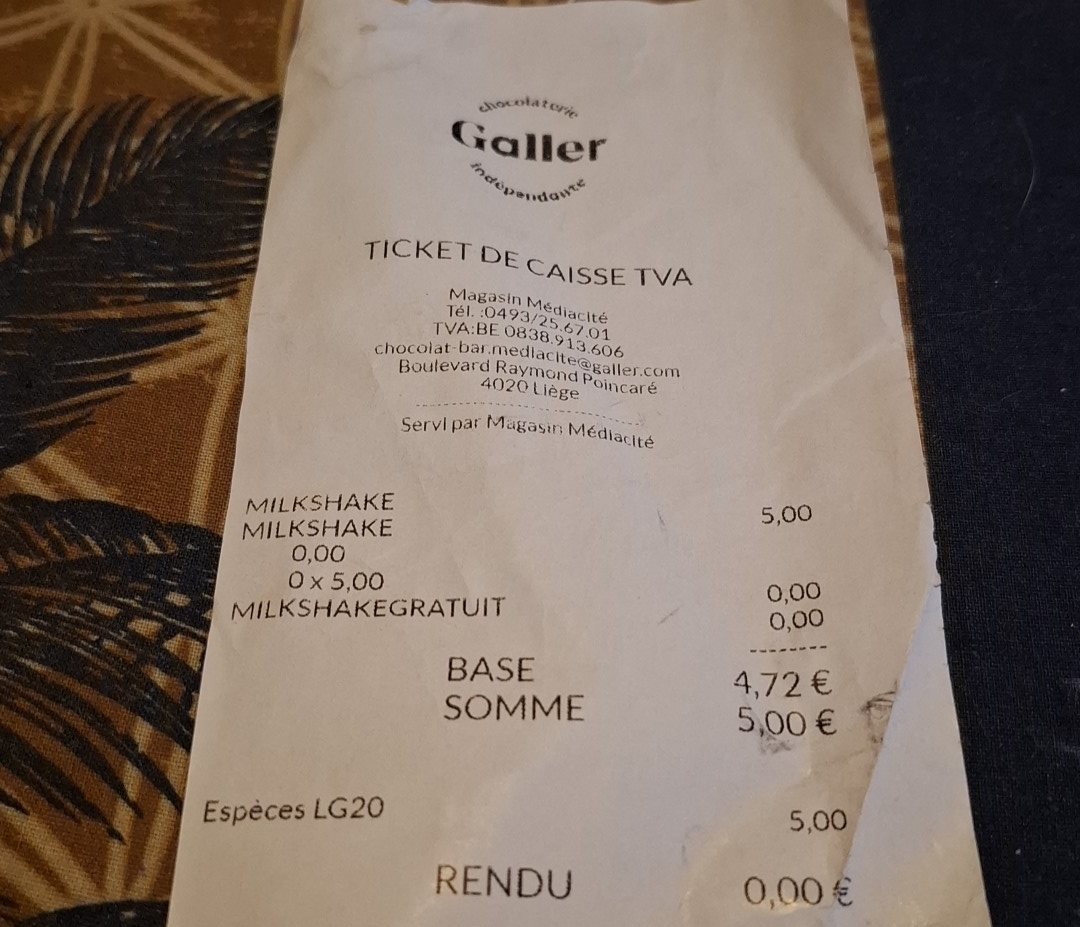 chocolaterie
Galler
indépendante
TICKET DE CAISSE TVA
Magasin Médiacité
Tél. :0493/25.67.01
TVA:BE 0838.913.606
chocolat-bar.mediacite@galler.com
Boulevard Raymond Poincaré
4020 Liège
--------------------------------
Servi par Magasin Médiacité
MILKSHAKE 5,00
MILKSHAKE
0,00
0 x 5,00 0,00
MILKSHAKEGRATUIT 0,00
--------
BASE 4,72 €
SOMME 5,00 €
Espèces LG20 5,00
RENDU 0,00 €